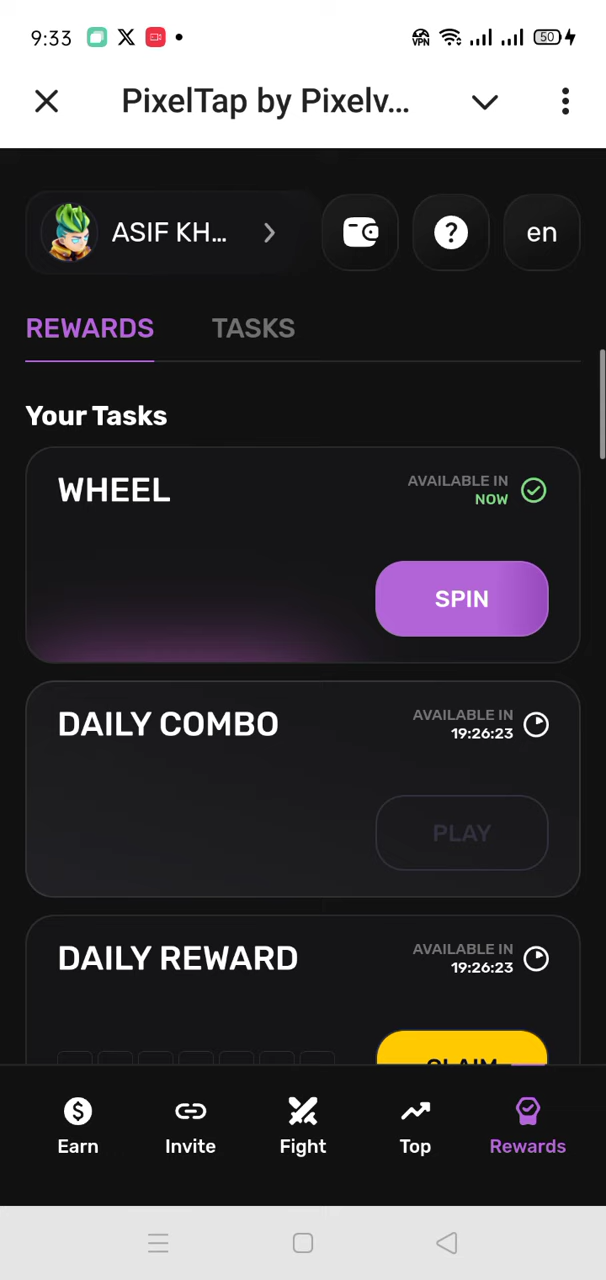 9:33
VPN
50
PixelTap by Pixelv...
ASIF KH...
?
en
REWARDS
TASKS
Your Tasks
WHEEL
AVAILABLE IN
NOW
SPIN
DAILY COMBO
AVAILABLE IN
19:26:23
PLAY
DAILY REWARD
AVAILABLE IN
19:26:23
CLAIM
Earn
Invite
Fight
Top
Rewards